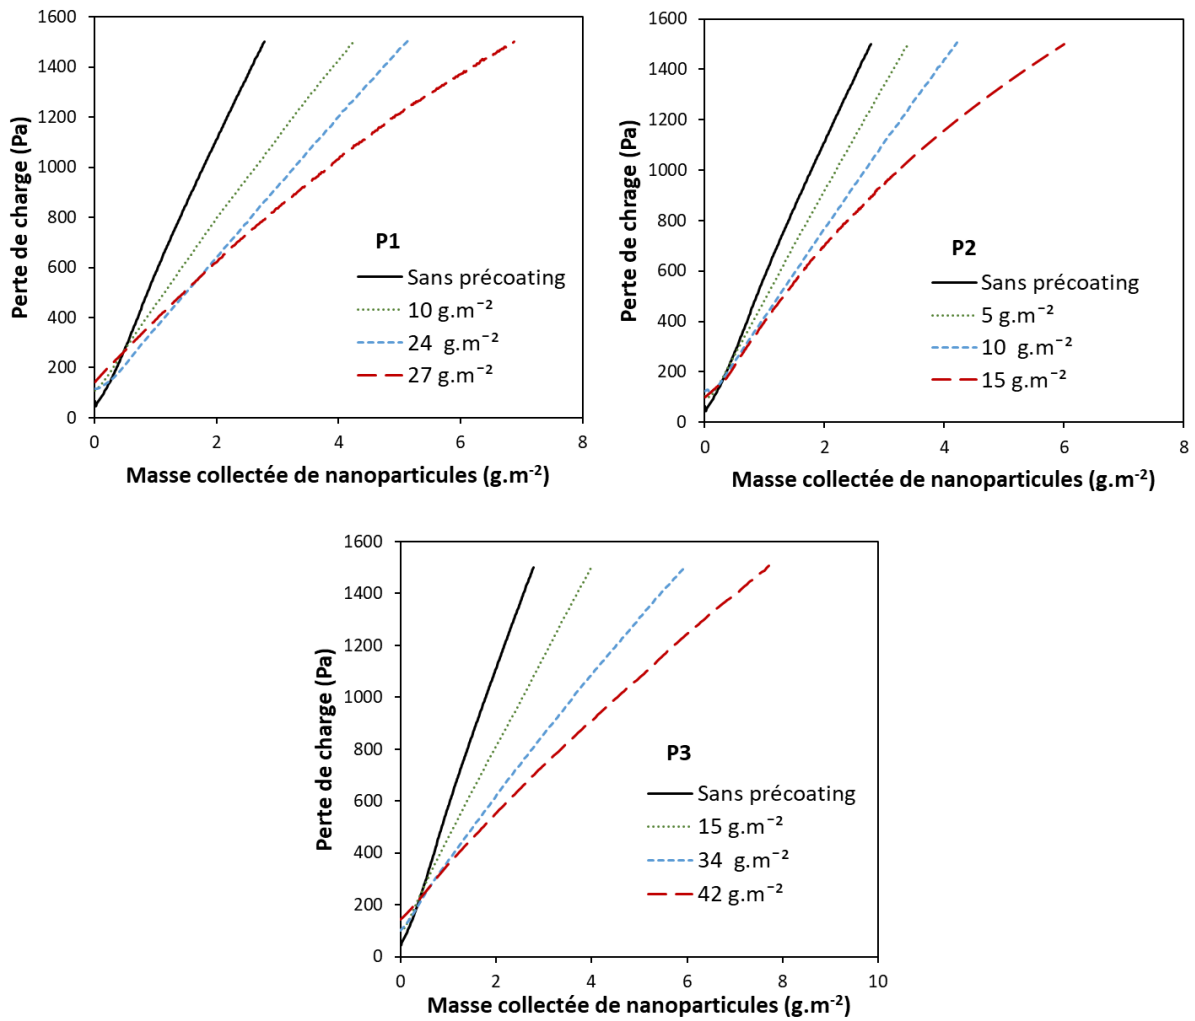 1600
1400
1200
1000
800
600
400
200
0
Perte de charge (Pa)
P1
Sans précoating
10 g.m⁻²
24 g.m⁻²
27 g.m⁻²
0 2 4 6 8
Masse collectée de nanoparticules (g.m-2)
1600
1400
1200
1000
800
600
400
200
0
Perte de chrage (Pa)
P2
Sans précoating
5 g.m⁻²
10 g.m⁻²
15 g.m⁻²
0 2 4 6 8
Masse collectée de nanoparticules (g.m-2)
1600
1400
1200
1000
800
600
400
200
0
Perte de charge (Pa)
P3
Sans précoating
15 g.m⁻²
34 g.m⁻²
42 g.m⁻²
0 2 4 6 8 10
Masse collectée de nanoparticules (g.m-2)